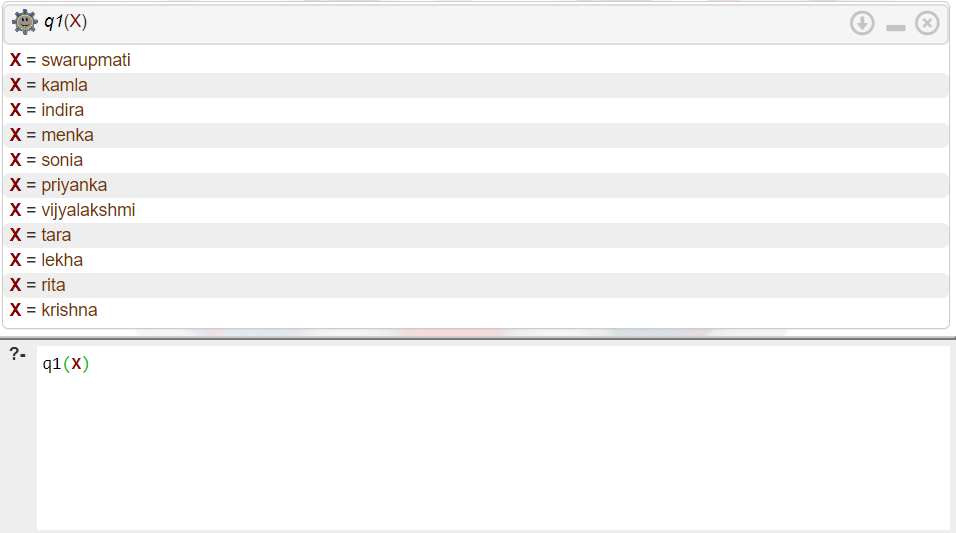 q1(X)
X = swarupmati
X = kamla
X = indira
X = menka
X = sonia
X = priyanka
X = vijyalakshmi
X = tara
X = lekha
X = rita
X = krishna
?- q1(X)